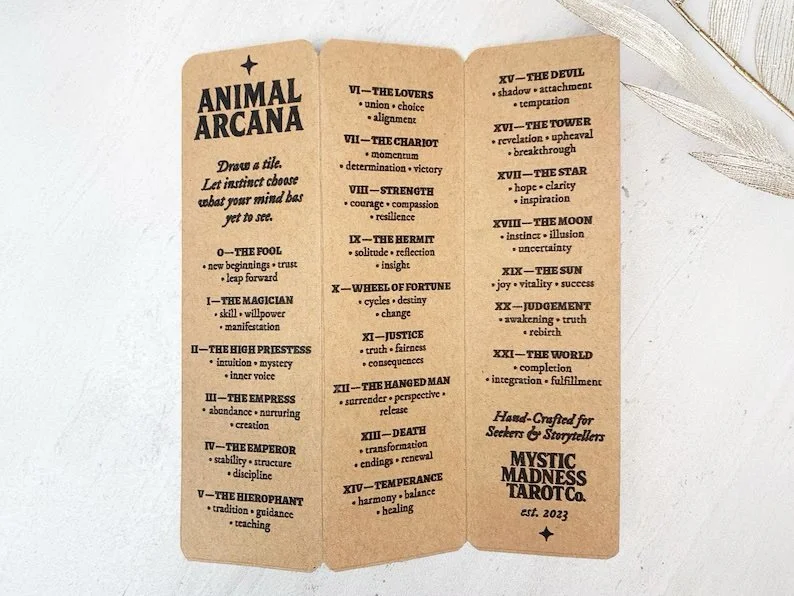 ANIMAL
ARCANA
Draw a tile.
Let instinct choose
what your mind has
yet to see.
0—THE FOOL
• new beginnings • trust
• leap forward
I—THE MAGICIAN
• skill • willpower
• manifestation
II—THE HIGH PRIESTESS
• intuition • mystery
• inner voice
III—THE EMPRESS
• abundance • nurturing
• creation
IV—THE EMPEROR
• stability • structure
• discipline
V—THE HIEROPHANT
• tradition • guidance
• teaching
VI—THE LOVERS
• union • choice
• alignment
VII—THE CHARIOT
• momentum
• determination • victory
VIII—STRENGTH
• courage • compassion
• resilience
IX—THE HERMIT
• solitude • reflection
• insight
X—WHEEL OF FORTUNE
• cycles • destiny
• change
XI—JUSTICE
• truth • fairness
• consequences
XII—THE HANGED MAN
• surrender • perspective •
release
XIII—DEATH
• transformation
• endings • renewal
XIV—TEMPERANCE
• harmony • balance
• healing
XV—THE DEVIL
• shadow • attachment
• temptation
XVI—THE TOWER
• revelation • upheaval
• breakthrough
XVII—THE STAR
• hope • clarity
• inspiration
XVIII—THE MOON
• instinct • illusion
• uncertainty
XIX—THE SUN
• joy • vitality • success
XX—JUDGEMENT
• awakening • truth
• rebirth
XXI—THE WORLD
• completion
• integration • fulfillment
Hand-Crafted for
Seekers & Storytellers
MYSTIC
MADNESS
TAROT Co.
est. 2023